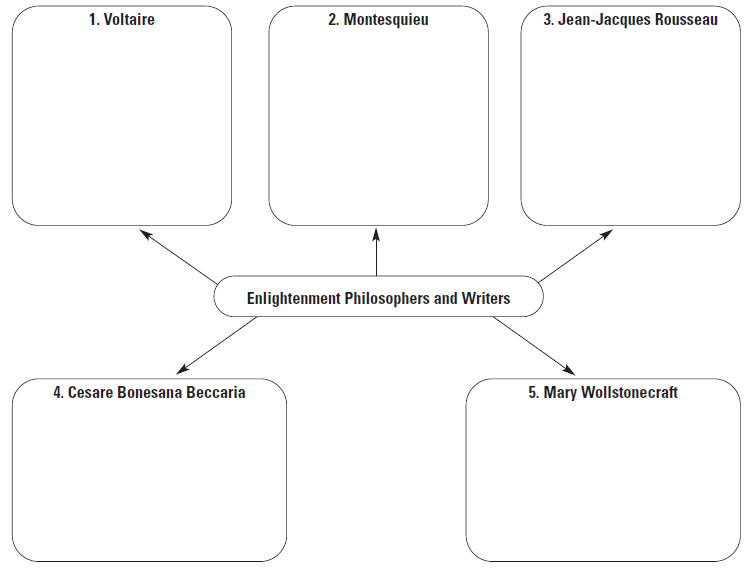 1. Voltaire
2. Montesquieu
3. Jean-Jacques Rousseau
Enlightenment Philosophers and Writers
4. Cesare Bonesana Beccaria
5. Mary Wollstonecraft